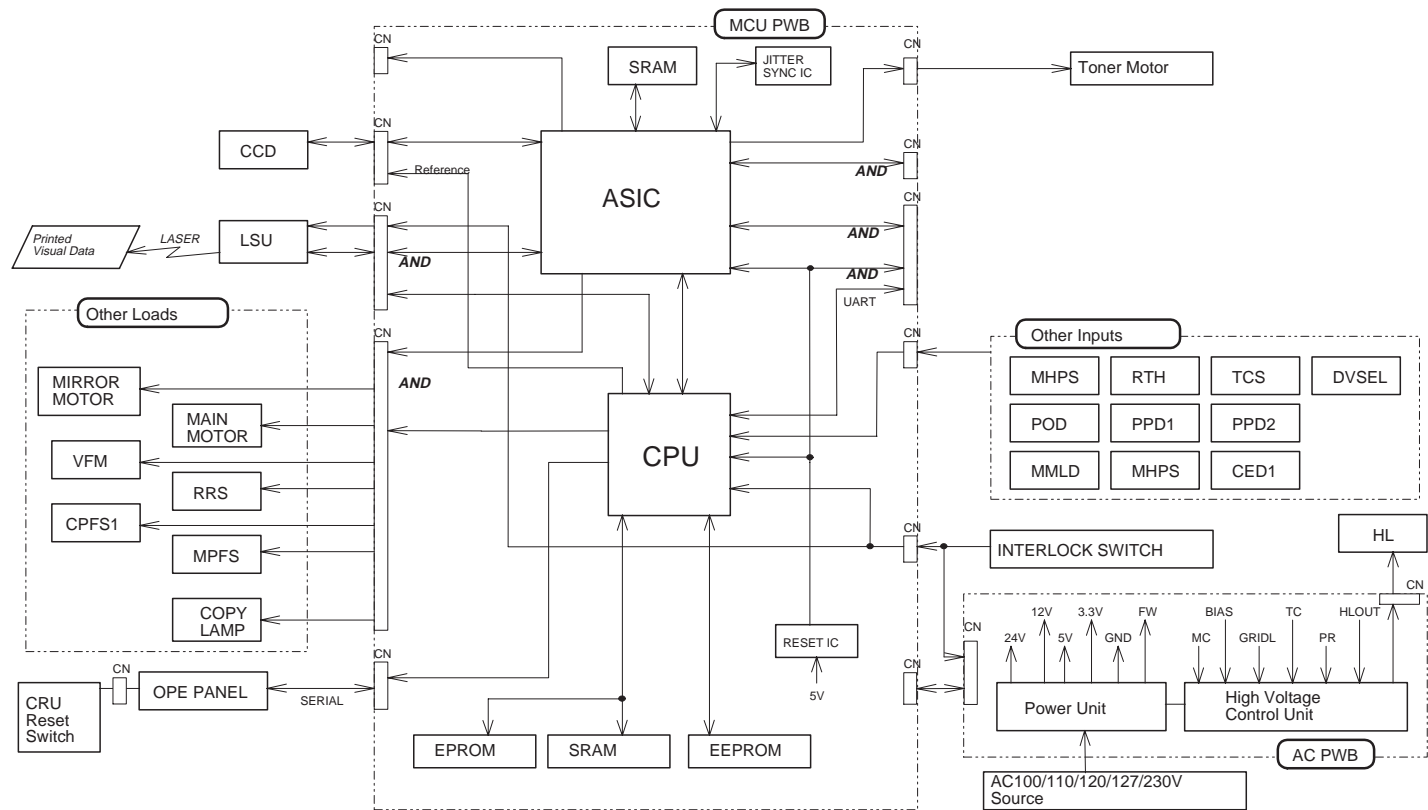 MCU PWB
CN
CN
SRAM
JITTER
SYNC IC
Toner Motor
CN
CN
CCD
Reference
ASIC
AND
CN
CN
LSU
LASER
Printed
Visual Data
AND
AND
AND
UART
Other Loads
CN
CN
Other Inputs
MIRROR
MOTOR
AND
MHPS
RTH
TCS
DVSEL
MAIN
MOTOR
CPU
POD
PPD1
PPD2
VFM
MMLD
MHPS
CED1
RRS
CPFS1
CN
MPFS
INTERLOCK SWITCH
HL
CN
COPY
LAMP
RESET IC
5V
CN
12V
3.3V
FW
BIAS
TC
HLOUT
24V
5V
GND
MC
GRIDL
PR
CN
CN
CN
OPE PANEL
SERIAL
CRU
Reset
Switch
Power Unit
High Voltage
Control Unit
EPROM
SRAM
EEPROM
AC PWB
AC100/110/120/127/230V
Source